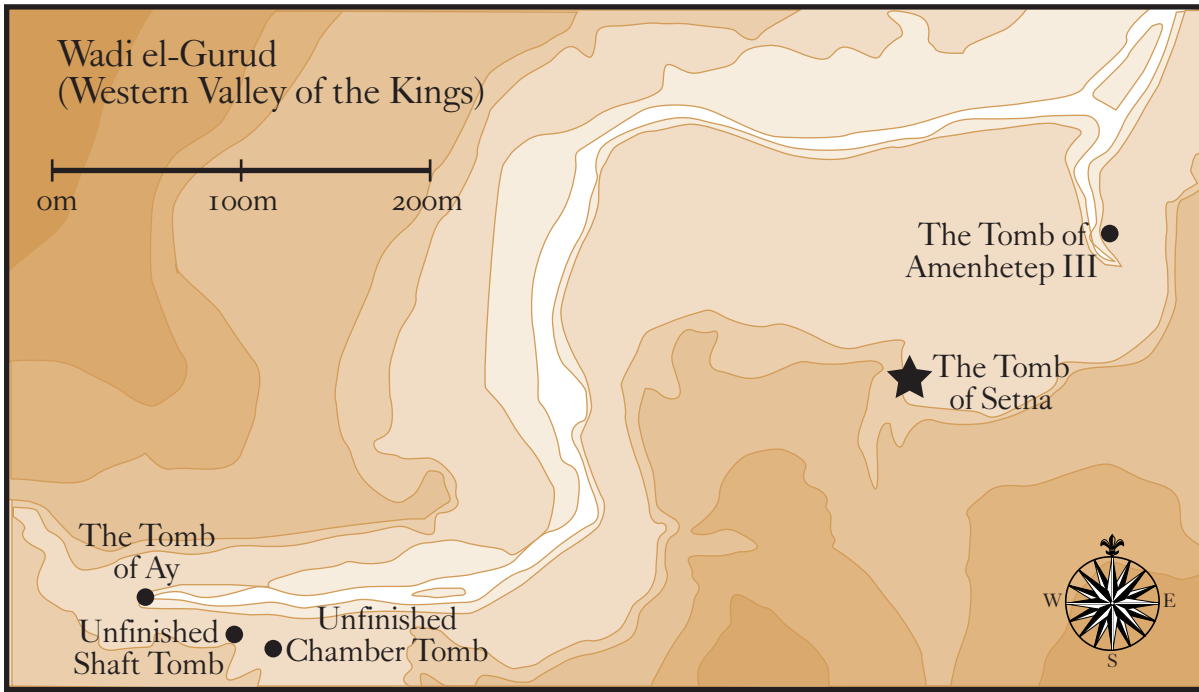 Wadi el-Gurud
(Western Valley of the Kings)
0m 100m 200m
The Tomb of
Amenhetep III
The Tomb
of Setna
The Tomb
of Ay
Unfinished
Shaft Tomb
Unfinished
Chamber Tomb
W E
S